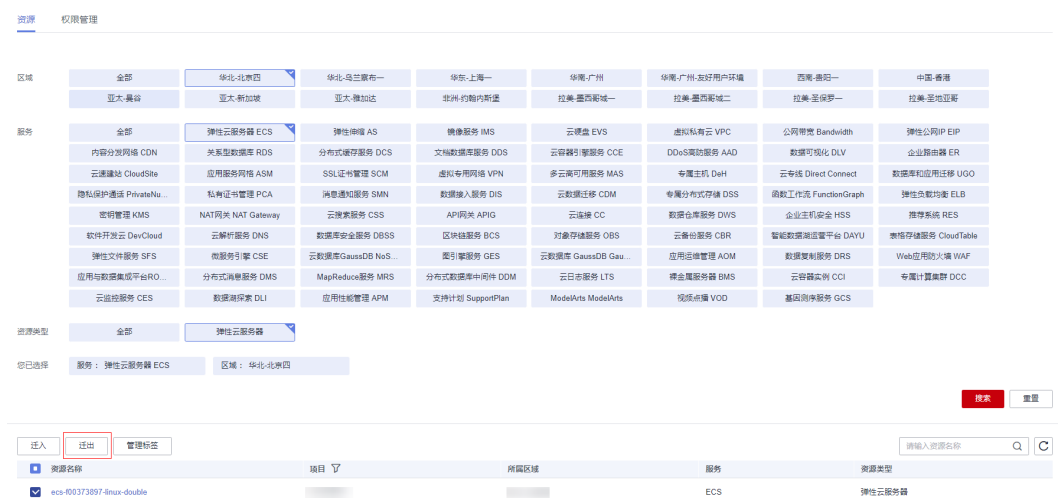 资源 权限管理
区域 全部 华北-北京四 华北-乌兰察布一 华东-上海一 华南-广州 华南-广州-友好用户环境 西南-贵阳一 中国-香港
亚太-曼谷 亚太-新加坡 亚太-雅加达 非洲-约翰内斯堡 拉美-墨西哥城一 拉美-墨西哥城二 拉美-圣保罗一 拉美-圣地亚哥
服务 全部 弹性云服务器 ECS 弹性伸缩 AS 镜像服务 IMS 云硬盘 EVS 虚拟私有云 VPC 公网带宽 Bandwidth 弹性公网IP EIP
内容分发网络 CDN 关系型数据库 RDS 分布式缓存服务 DCS 文档数据库服务 DDS 云容器引擎服务 CCE DDoS高防服务 AAD 数据可视化 DLV 企业路由器 ER
云速建站 CloudSite 应用服务网格 ASM SSL证书管理 SCM 虚拟专用网络 VPN 多云高可用服务 MAS 专属主机 DeH 云专线 Direct Connect 数据库和应用迁移 UGO
隐私保护通话 PrivateNu... 私有证书管理 PCA 消息通知服务 SMN 数据接入服务 DIS 云数据迁移 CDM 专属分布式存储 DSS 函数工作流 FunctionGraph 弹性负载均衡 ELB
密钥管理 KMS NAT网关 NAT Gateway 云搜索服务 CSS API网关 APIG 云连接 CC 数据仓库服务 DWS 企业主机安全 HSS 推荐系统 RES
软件开发云 DevCloud 云解析服务 DNS 数据库安全服务 DBSS 区块链服务 BCS 对象存储服务 OBS 云备份服务 CBR 智能数据湖运营平台 DAYU 表格存储服务 CloudTable
弹性文件服务 SFS 微服务引擎 CSE 云数据库GaussDB NoS... 图引擎服务 GES 云数据库 GaussDB Gau... 应用运维管理 AOM 数据复制服务 DRS Web应用防火墙 WAF
应用与数据集成平台RO... 分布式消息服务 DMS MapReduce服务 MRS 分布式数据库中间件 DDM 云日志服务 LTS 裸金属服务器 BMS 云容器实例 CCI 专属计算集群 DCC
云监控服务 CES 数据湖探索 DLI 应用性能管理 APM 支持计划 SupportPlan ModelArts ModelArts 视频点播 VOD 基因测序服务 GCS
资源类型 全部 弹性云服务器
您已选择 服务： 弹性云服务器 ECS 区域： 华北-北京四
搜索 重置
迁入 迁出 管理标签 请输入资源名称
资源名称 项目 所属区域 服务 资源类型
ecs-f00373897-linux-double ECS 弹性云服务器